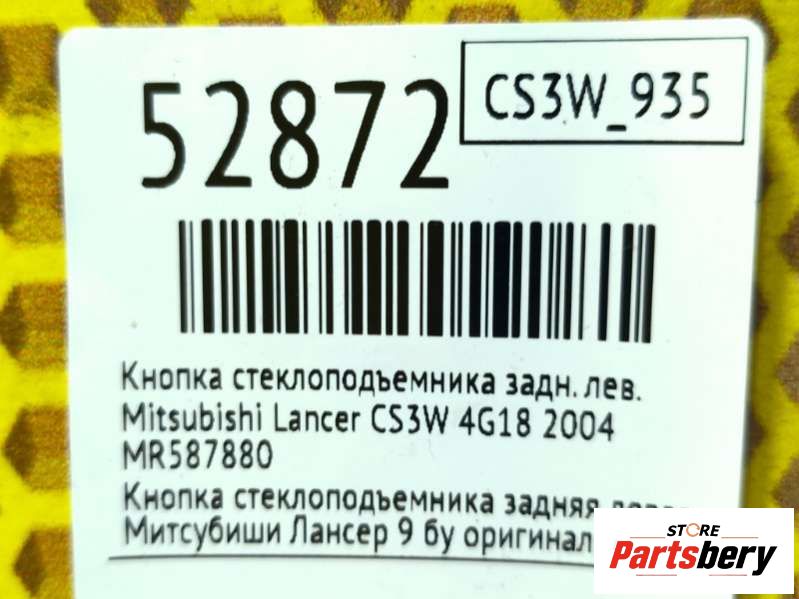 52872
CS3W_935
Кнопка стеклоподъемника задн. лев.
Mitsubishi Lancer CS3W 4G18 2004
MR587880
Кнопка стеклоподъемника задняя
Митсубиши Лансер 9 бу оригинал
STORE
Partsbery